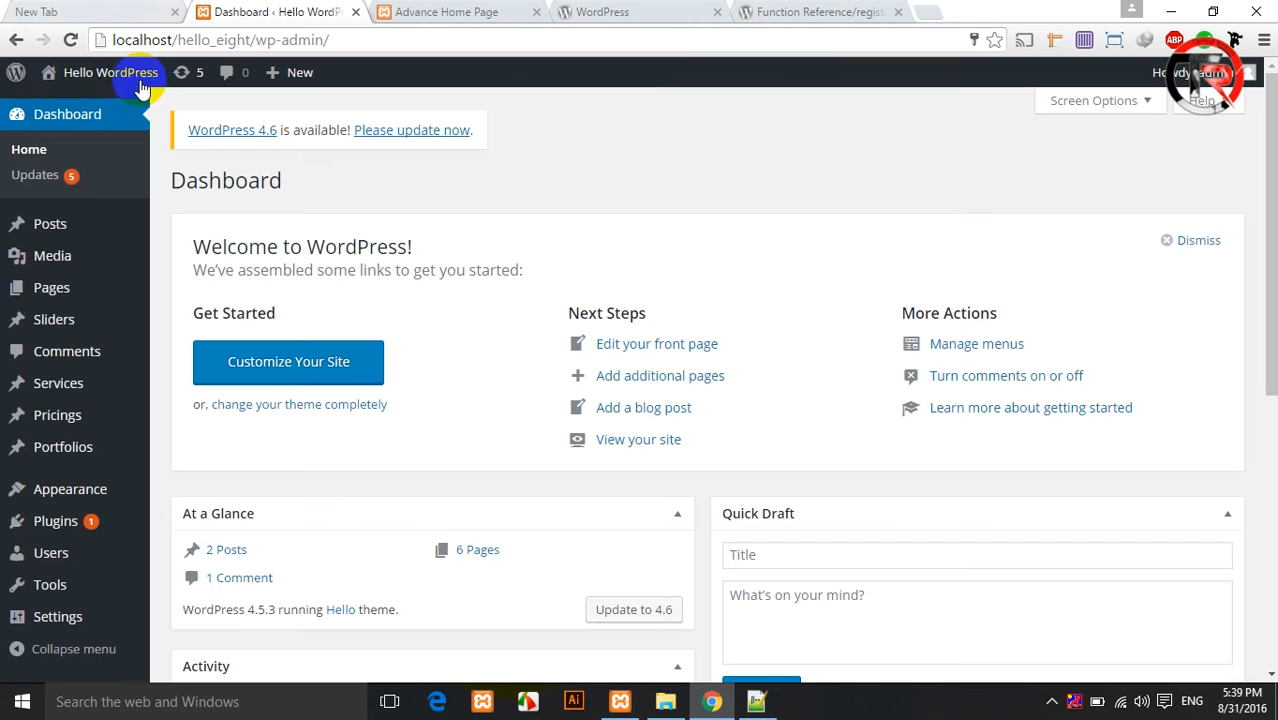 New Tab
Dashboard ‹ Hello WordP
Advance Home Page
WordPress
Function Reference/regist
localhost/hello_eight/wp-admin/
ABP
Hello WordPress
5
0
New
Howdy, admin
Dashboard
Home
Updates 5
Posts
Media
Pages
Sliders
Comments
Services
Pricings
Portfolios
Appearance
Plugins 1
Users
Tools
Settings
Collapse menu
Screen Options
Help
WordPress 4.6 is available! Please update now.
Dashboard
Welcome to WordPress!
We've assembled some links to get you started:
Dismiss
Get Started
Customize Your Site
or, change your theme completely
Next Steps
Edit your front page
Add additional pages
Add a blog post
View your site
More Actions
Manage menus
Turn comments on or off
Learn more about getting started
At a Glance
2 Posts
6 Pages
1 Comment
WordPress 4.5.3 running Hello theme.
Update to 4.6
Activity
Quick Draft
Title
What's on your mind?
Search the web and Windows
Ai
ENG
5:39 PM
8/31/2016